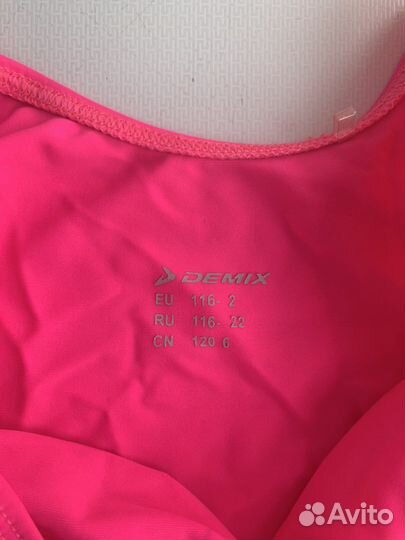 DEMIX
EU 116- 2
RU 116- 22
CN 120 6
Avito